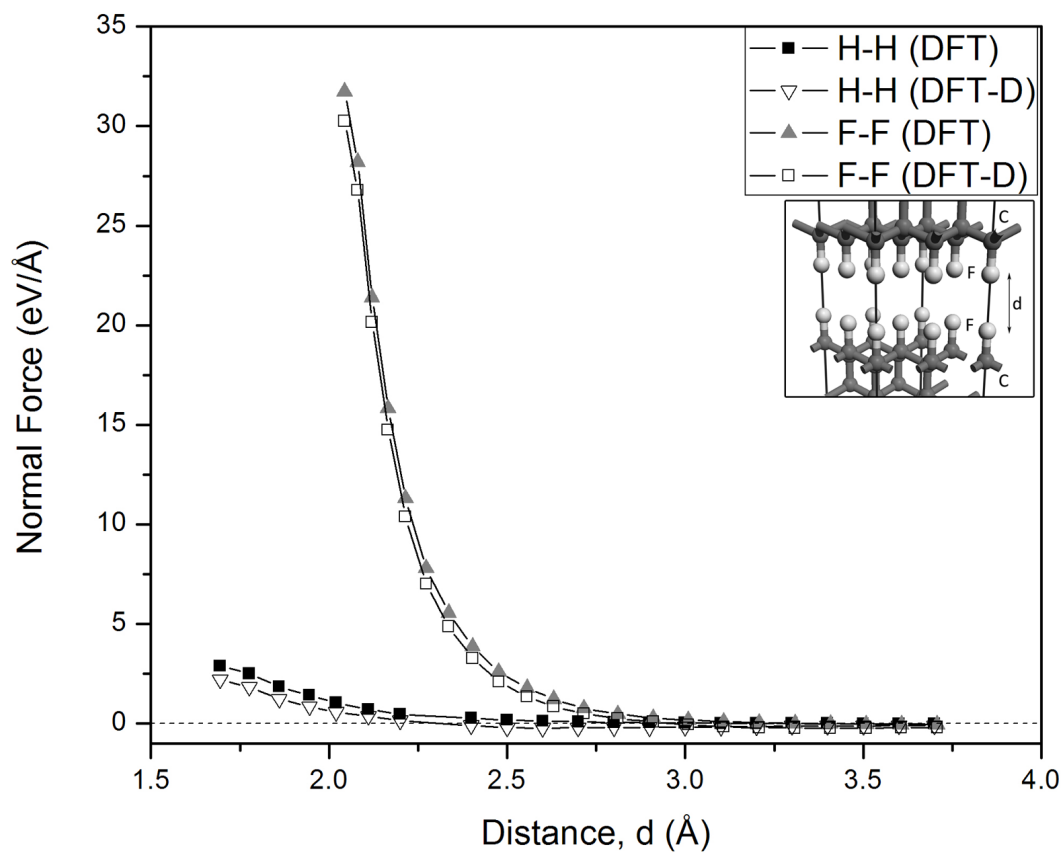 35
30
25
20
15
10
5
0
Normal Force (eV/Å)
H-H (DFT)
H-H (DFT-D)
F-F (DFT)
F-F (DFT-D)
C
F
d
F
C
1.5 2.0 2.5 3.0 3.5 4.0
Distance, d (Å)